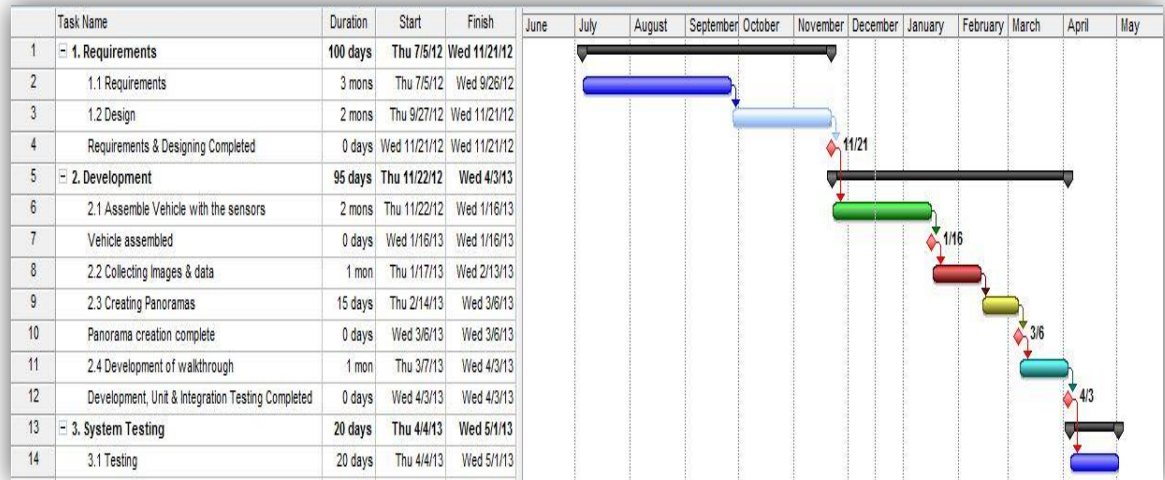 Task Name Duration Start Finish June July August September October November December January February March April May
1 1. Requirements 100 days Thu 7/5/12 Wed 11/21/12
2 1.1 Requirements 3 mons Thu 7/5/12 Wed 9/26/12
3 1.2 Design 2 mons Thu 9/27/12 Wed 11/21/12
4 Requirements & Designing Completed 0 days Wed 11/21/12 Wed 11/21/12 11/21
5 2. Development 95 days Thu 11/22/12 Wed 4/3/13
6 2.1 Assemble Vehicle with the sensors 2 mons Thu 11/22/12 Wed 1/16/13
7 Vehicle assembled 0 days Wed 1/16/13 Wed 1/16/13 1/16
8 2.2 Collecting Images & data 1 mon Thu 1/17/13 Wed 2/13/13
9 2.3 Creating Panoramas 15 days Thu 2/14/13 Wed 3/6/13
10 Panorama creation complete 0 days Wed 3/6/13 Wed 3/6/13 3/6
11 2.4 Development of walkthrough 1 mon Thu 3/7/13 Wed 4/3/13
12 Development, Unit & Integration Testing Completed 0 days Wed 4/3/13 Wed 4/3/13 4/3
13 3. System Testing 20 days Thu 4/4/13 Wed 5/1/13
14 3.1 Testing 20 days Thu 4/4/13 Wed 5/1/13